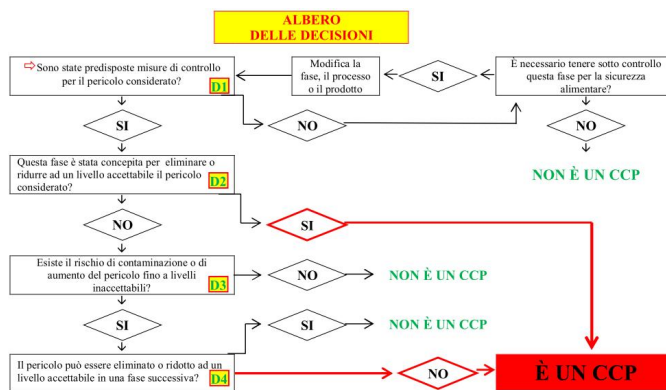 ALBERO
DELLE DECISIONI
⇨Sono state predisposte misure di controllo
per il pericolo considerato?
D1
Modifica la
fase, il processo
o il prodotto
SI
È necessario tenere sotto controllo
questa fase per la sicurezza
alimentare?
SI
NO
NO
NON È UN CCP
Questa fase è stata concepita per eliminare o
ridurre ad un livello accettabile il pericolo
considerato?
D2
NO
SI
Esiste il rischio di contaminazione o di
aumento del pericolo fino a livelli
inaccettabili?
D3
NO
NON È UN CCP
SI
SI
NON È UN CCP
Il pericolo può essere eliminato o ridotto ad un
livello accettabile in una fase successiva?
D4
NO
È UN CCP